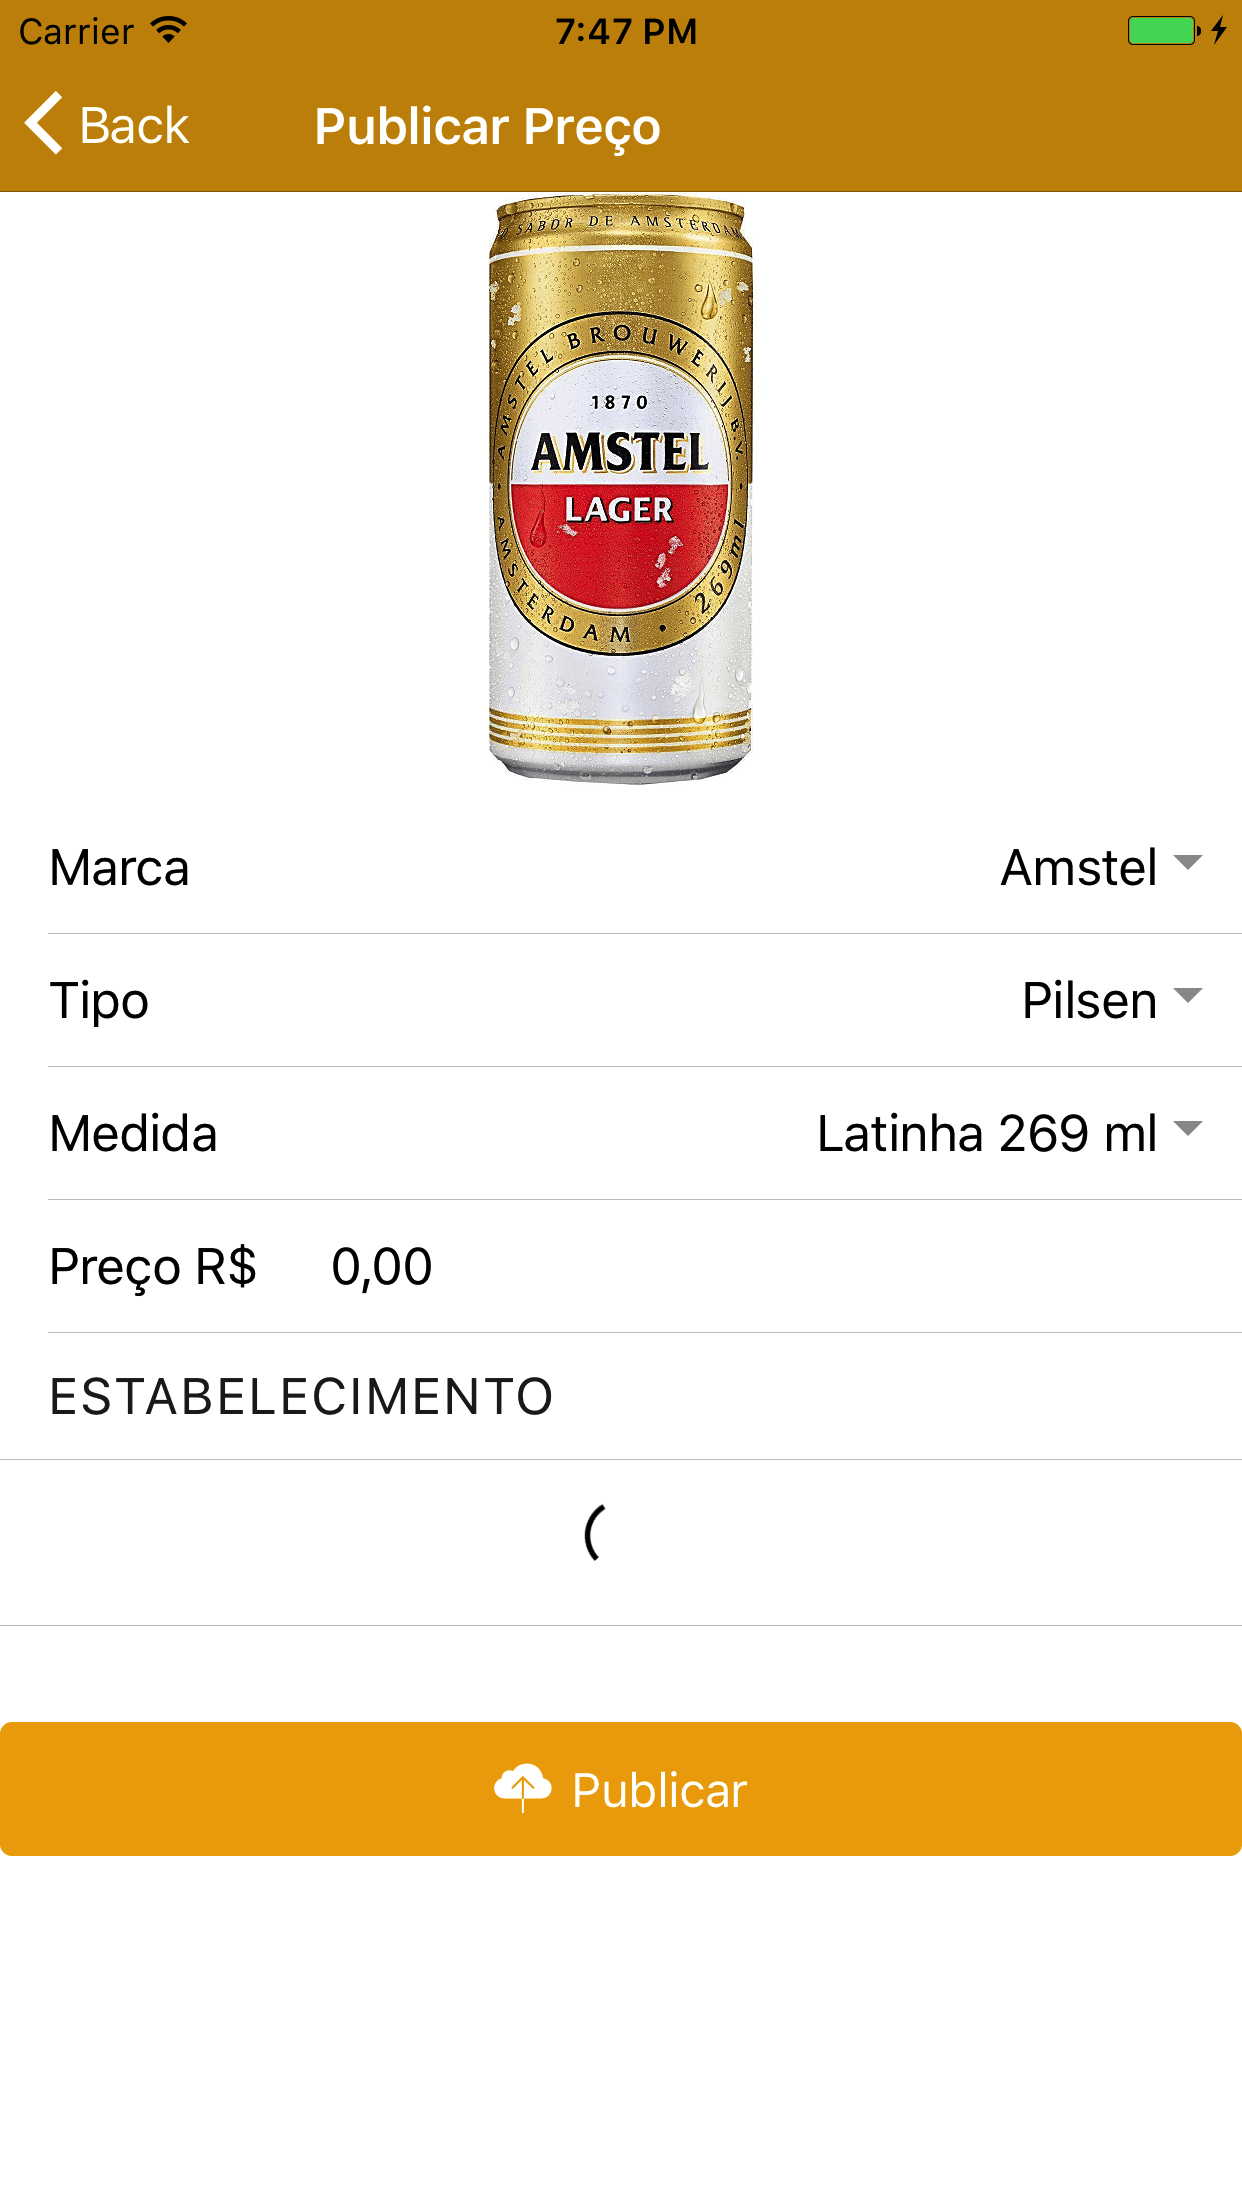 Carrier 7:47 PM
Back Publicar Preço
O SABOR DE AMSTERDAM
AMSTEL BROUWERIJ B.V.
1870
AMSTEL
LAGER
AMSTERDAM • 269ml
Marca Amstel
Tipo Pilsen
Medida Latinha 269 ml
Preço R$ 0,00
ESTABELECIMENTO
Publicar